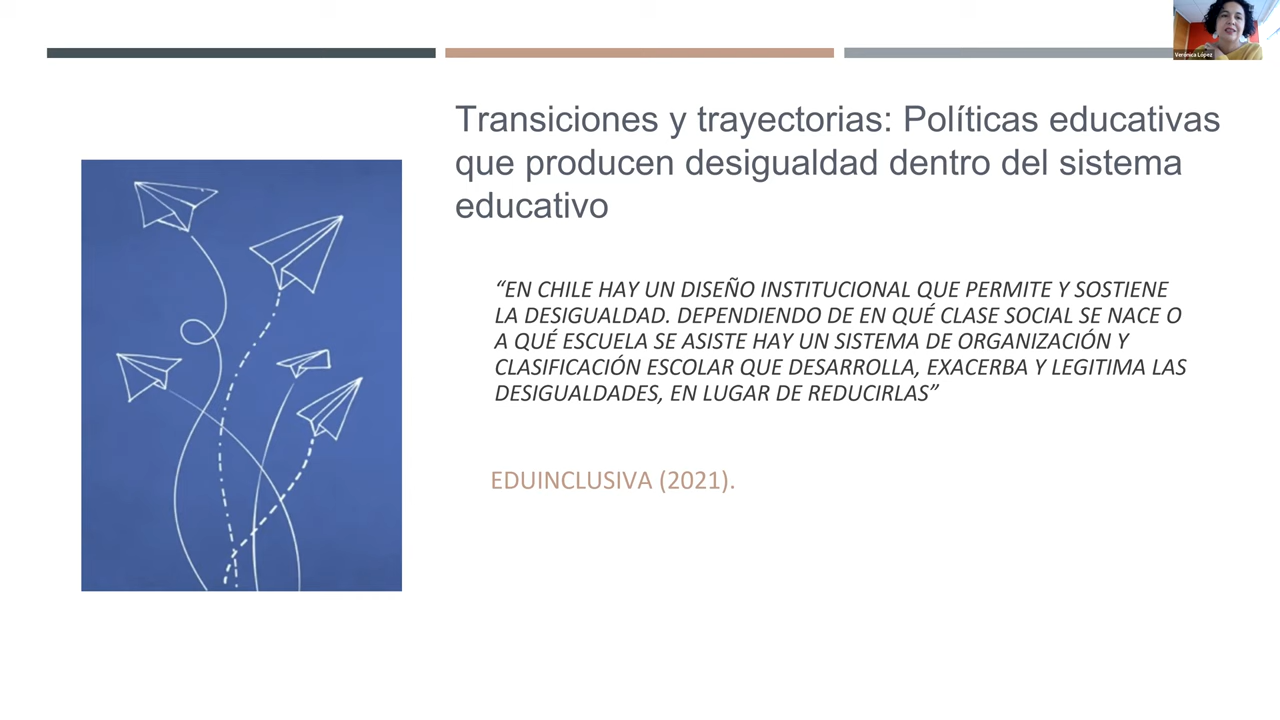 Verónica López
Transiciones y trayectorias: Políticas educativas
que producen desigualdad dentro del sistema
educativo
“EN CHILE HAY UN DISEÑO INSTITUCIONAL QUE PERMITE Y SOSTIENE
LA DESIGUALDAD. DEPENDIENDO DE EN QUÉ CLASE SOCIAL SE NACE O
A QUÉ ESCUELA SE ASISTE HAY UN SISTEMA DE ORGANIZACIÓN Y
CLASIFICACIÓN ESCOLAR QUE DESARROLLA, EXACERBA Y LEGITIMA LAS
DESIGUALDADES, EN LUGAR DE REDUCIRLAS”
EDUINCLUSIVA (2021).